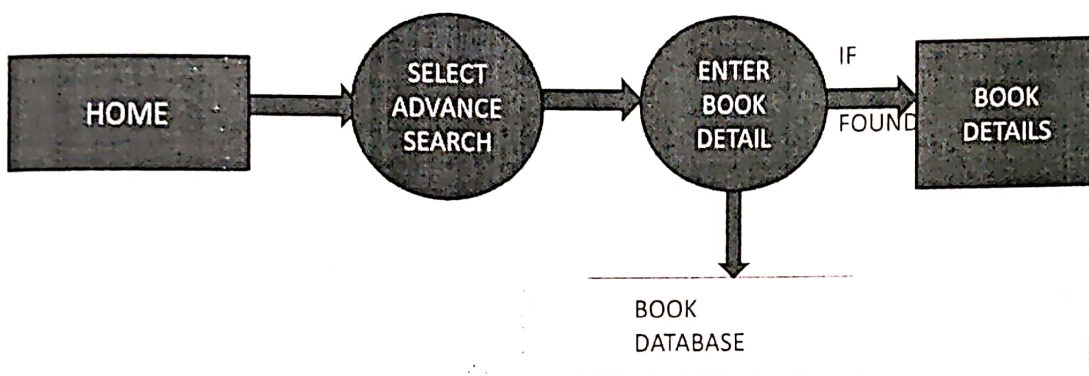 HOME
SELECT
ADVANCE
SEARCH
ENTER
BOOK
DETAIL
IF
FOUND
BOOK
DETAILS
BOOK
DATABASE